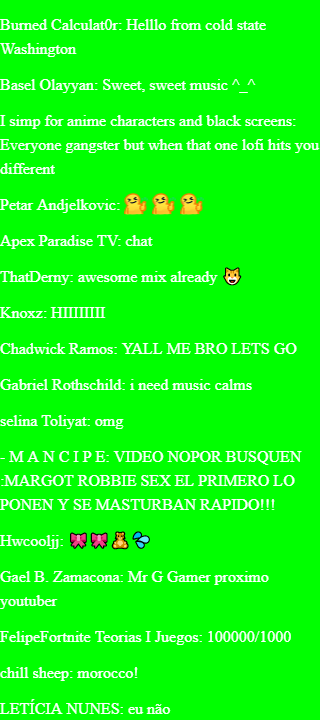 Burned Calculat0r: Helllo from cold state
Washington
Basel Olayyan: Sweet, sweet music ^_^
I simp for anime characters and black screens:
Everyone gangster but when that one lofi hits you
different
Petar Andjelkovic: 🤗 🤗 🤗
Apex Paradise TV: chat
ThatDerny: awesome mix already 😺
Knoxz: HIIIIIIII
Chadwick Ramos: YALL ME BRO LETS GO
Gabriel Rothschild: i need music calms
selina Toliyat: omg
- M A N C I P E: VIDEO NOPOR BUSQUEN
:MARGOT ROBBIE SEX EL PRIMERO LO
PONEN Y SE MASTURBAN RAPIDO!!!
Hwcooljj: 🎀🎀🧸💦
Gael B. Zamacona: Mr G Gamer proximo
youtuber
FelipeFortnite Teorias I Juegos: 100000/1000
chill sheep: morocco!
LETÍCIA NUNES: eu não